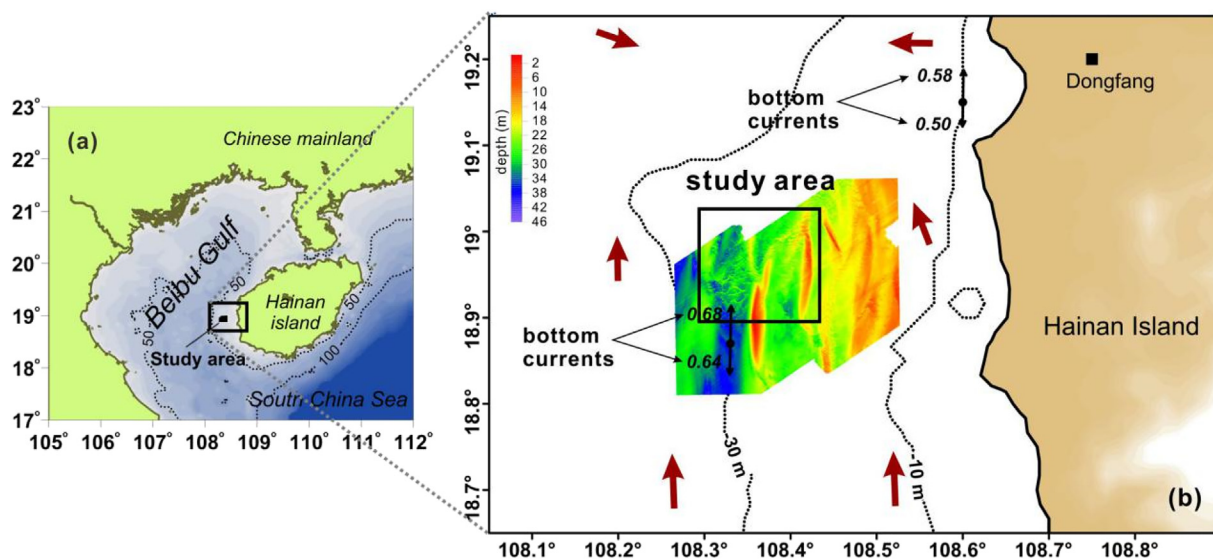 (a)
Chinese mainland
Beibu Gulf
Hainan
island
Study area
South China Sea
50
50
50
50
100
23°
22°
21°
20°
19°
18°
17°
105°
106°
107°
108°
109°
110°
111°
112°
(b)
depth (m)
2
6
10
14
18
22
26
30
34
38
42
46
bottom
currents
0.58
0.50
Dongfang
study area
bottom
currents
0.68
0.64
Hainan Island
-30 m
-10 m
19.2°
19.1°
19°
18.9°
18.8°
18.7°
108.1°
108.2°
108.3°
108.4°
108.5°
108.6°
108.7°
108.8°